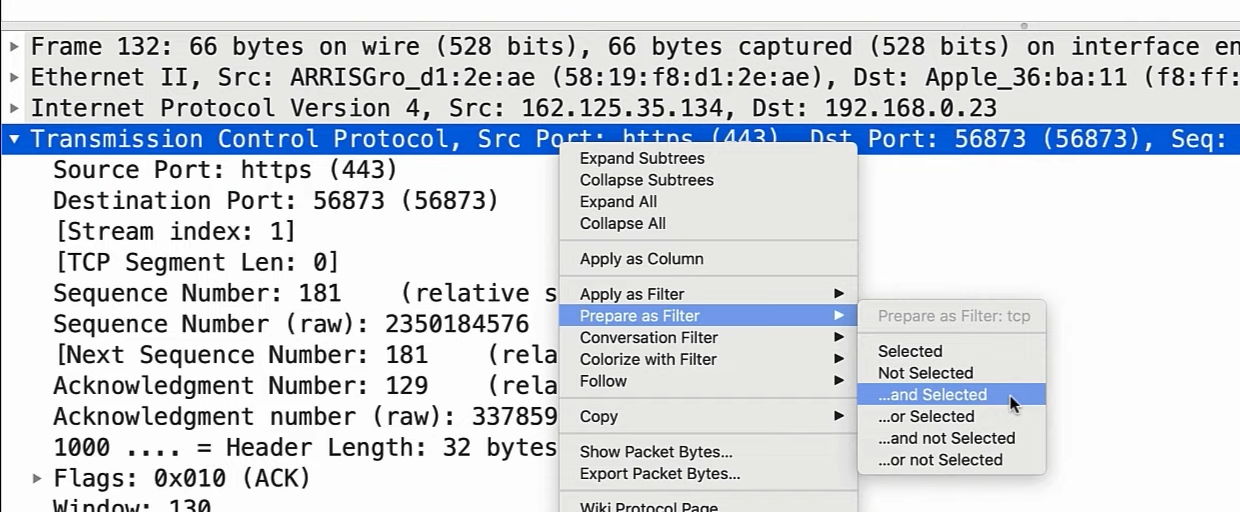 Frame 132: 66 bytes on wire (528 bits), 66 bytes captured (528 bits) on interface en
Ethernet II, Src: ARRISGro_d1:2e:ae (58:19:f8:d1:2e:ae), Dst: Apple_36:ba:11 (f8:ff:
Internet Protocol Version 4, Src: 162.125.35.134, Dst: 192.168.0.23
Transmission Control Protocol, Src Port: https (443), Dst Port: 56873 (56873), Seq:
Source Port: https (443)
Destination Port: 56873 (56873)
[Stream index: 1]
[TCP Segment Len: 0]
Sequence Number: 181 (relative s
Sequence Number (raw): 2350184576
[Next Sequence Number: 181 (rela
Acknowledgment Number: 129 (rela
Acknowledgment number (raw): 337859
1000 .... = Header Length: 32 bytes
Flags: 0x010 (ACK)
Window: 130
Expand Subtrees
Collapse Subtrees
Expand All
Collapse All
Apply as Column
Apply as Filter
Prepare as Filter
Conversation Filter
Colorize with Filter
Follow
Copy
Show Packet Bytes...
Export Packet Bytes...
Wiki Protocol Page
Prepare as Filter: tcp
Selected
Not Selected
...and Selected
...or Selected
...and not Selected
...or not Selected